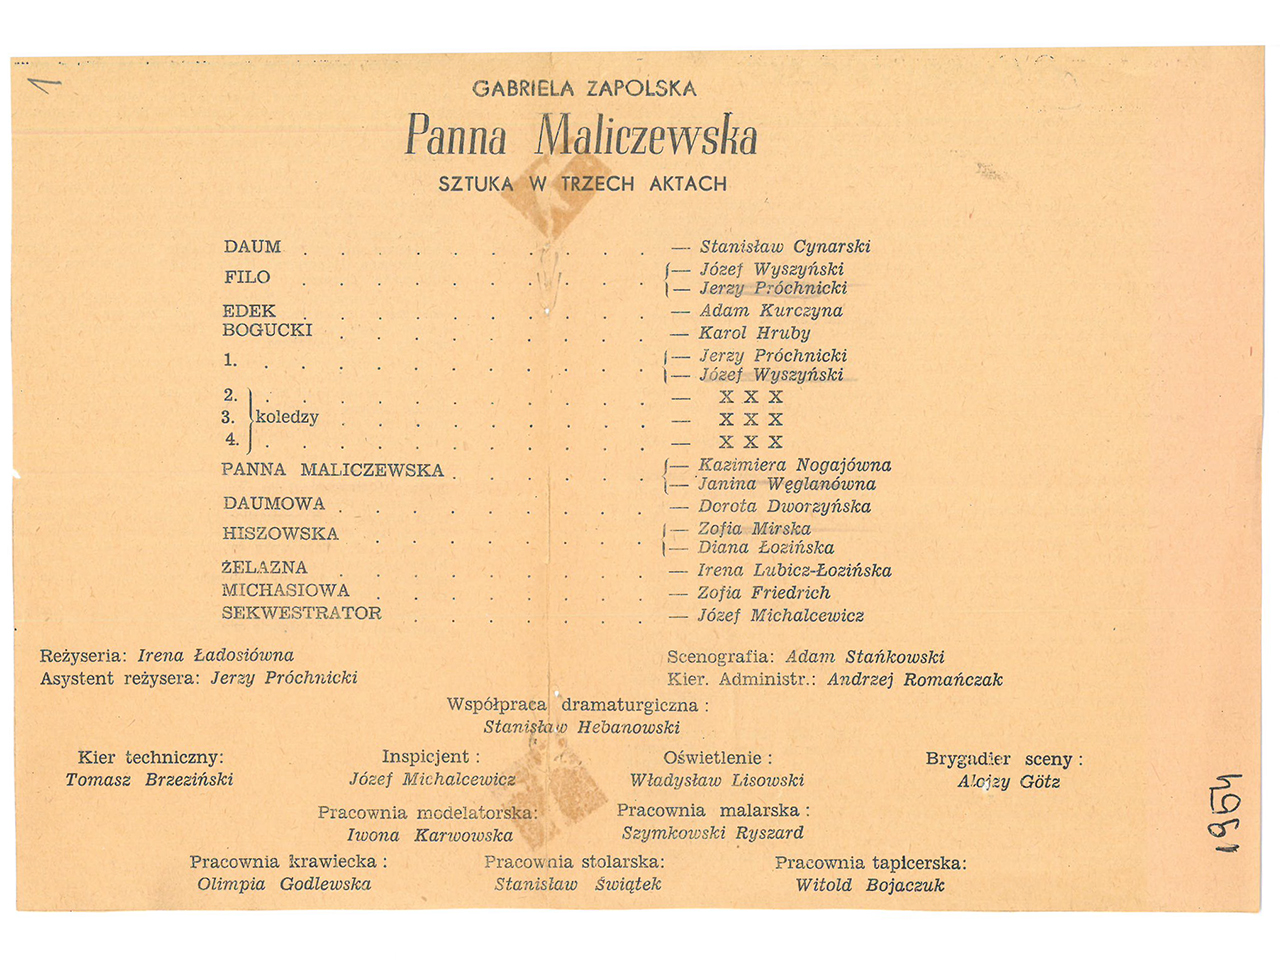 1
GABRIELA ZAPOLSKA
Panna Maliczewska
SZTUKA W TRZECH AKTACH
DAUM . . . . . . . . . . — Stanisław Cynarski
FILO . . . . . . . . . . { — Józef Wyszyński
— Jerzy Próchnicki
EDEK . . . . . . . . . . — Adam Kurczyna
BOGUCKI . . . . . . . . . — Karol Hruby
1. . . . . . . . . . . . { — Jerzy Próchnicki
— Józef Wyszyński
2. . . . . . . . . . . . — X X X
3. } koledzy . . . . . . . . . — X X X
4. . . . . . . . . . . . — X X X
PANNA MALICZEWSKA . . . . . . { — Kazimiera Nogajówna
— Janina Węglanówna
DAUMOWA . . . . . . . . . — Dorota Dworzyńska
HISZOWSKA . . . . . . . . { — Zofia Mirska
— Diana Łozińska
ŻELAZNA . . . . . . . . . — Irena Lubicz-Łozińska
MICHASIOWA . . . . . . . . — Zofia Friedrich
SEKWESTRATOR . . . . . . . — Józef Michalcewicz
Reżyseria: Irena Ładosiówna
Asystent reżysera: Jerzy Próchnicki
Scenografia: Adam Stańkowski
Kier. Administr.: Andrzej Romańczak
Współpraca dramaturgiczna :
Stanisław Hebanowski
Kier techniczny:
Tomasz Brzeziński
Inspicjent :
Józef Michalcewicz
Oświetlenie :
Władysław Lisowski
Brygadier sceny :
Alojzy Götz
Pracownia modelatorska:
Iwona Karwowska
Pracownia malarska :
Szymkowski Ryszard
Pracownia krawiecka :
Olimpia Godlewska
Pracownia stolarska:
Stanisław Świątek
Pracownia tapicerska:
Witold Bojaczuk
1954